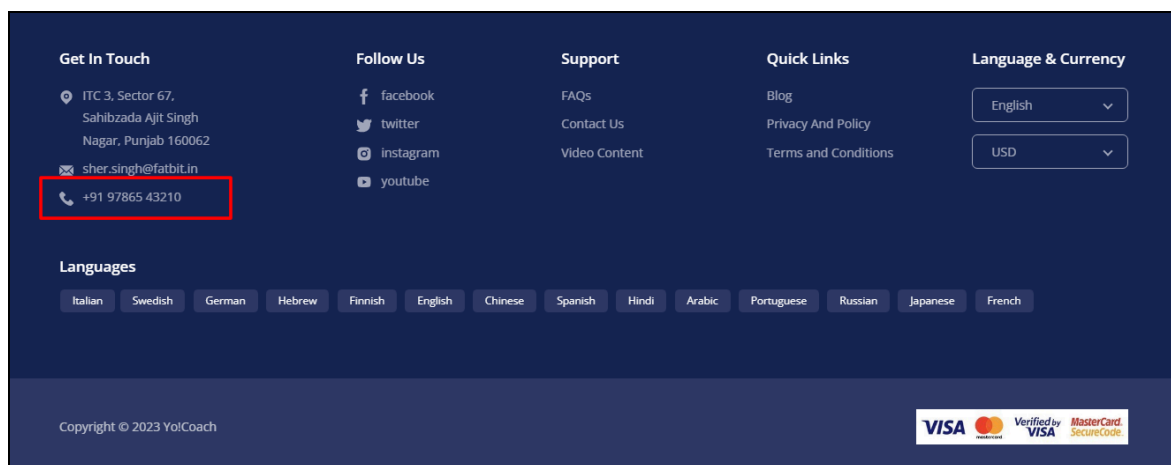 Get In Touch
ITC 3, Sector 67,
Sahibzada Ajit Singh
Nagar, Punjab 160062
sher.singh@fatbit.in
+91 97865 43210
Follow Us
facebook
twitter
instagram
youtube
Support
FAQs
Contact Us
Video Content
Quick Links
Blog
Privacy And Policy
Terms and Conditions
Language & Currency
English
USD
Languages
Italian Swedish German Hebrew Finnish English Chinese Spanish Hindi Arabic Portuguese Russian Japanese French
Copyright © 2023 Yo!Coach
VISA
mastercard
Verified by
VISA
MasterCard.
SecureCode.